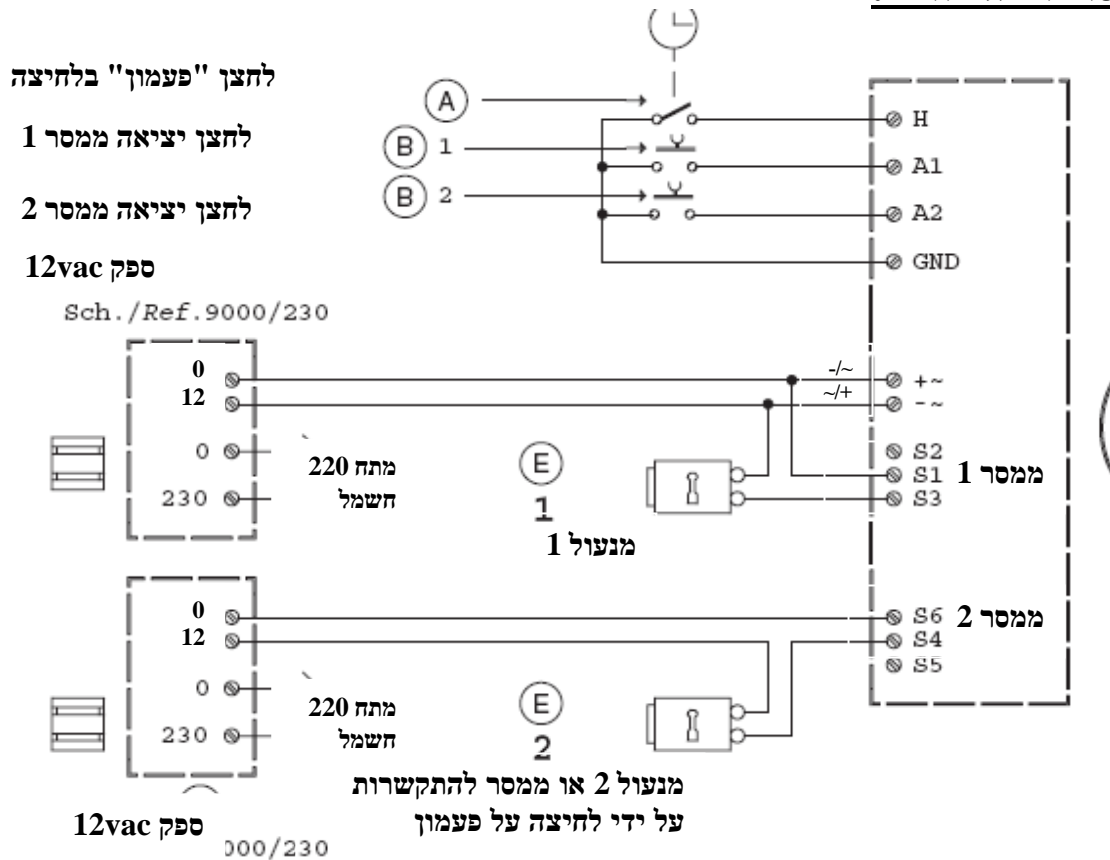 לחצן "פעמון" בלחיצה
A
H
לחצן יציאה ממסר 1
B 1
A1
לחצן יציאה ממסר 2
B 2
A2
ספק 12vac
GND
Sch./Ref.9000/230
0
-/~
+~
12
~/+
-~
0
מתח 220
חשמל
230
E
1
מנעול 1
S2
S1
ממסר 1
S3
0
S6
ממסר 2
12
S4
S5
0
מתח 220
חשמל
230
E
2
מנעול 2 או ממסר להתקשרות
על ידי לחיצה על פעמון
ספק 12vac
000/230